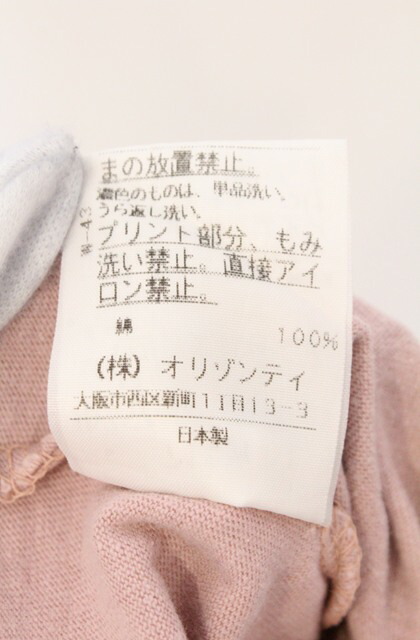 まの放置禁止。
濃色のものは、単品洗い。
うら返し洗い。
プリント部分、もみ
洗い禁止。直接アイ
ロン禁止。
綿 100%
(株) オリゾンティ
大阪市西区新町1丁目13-3
日本製